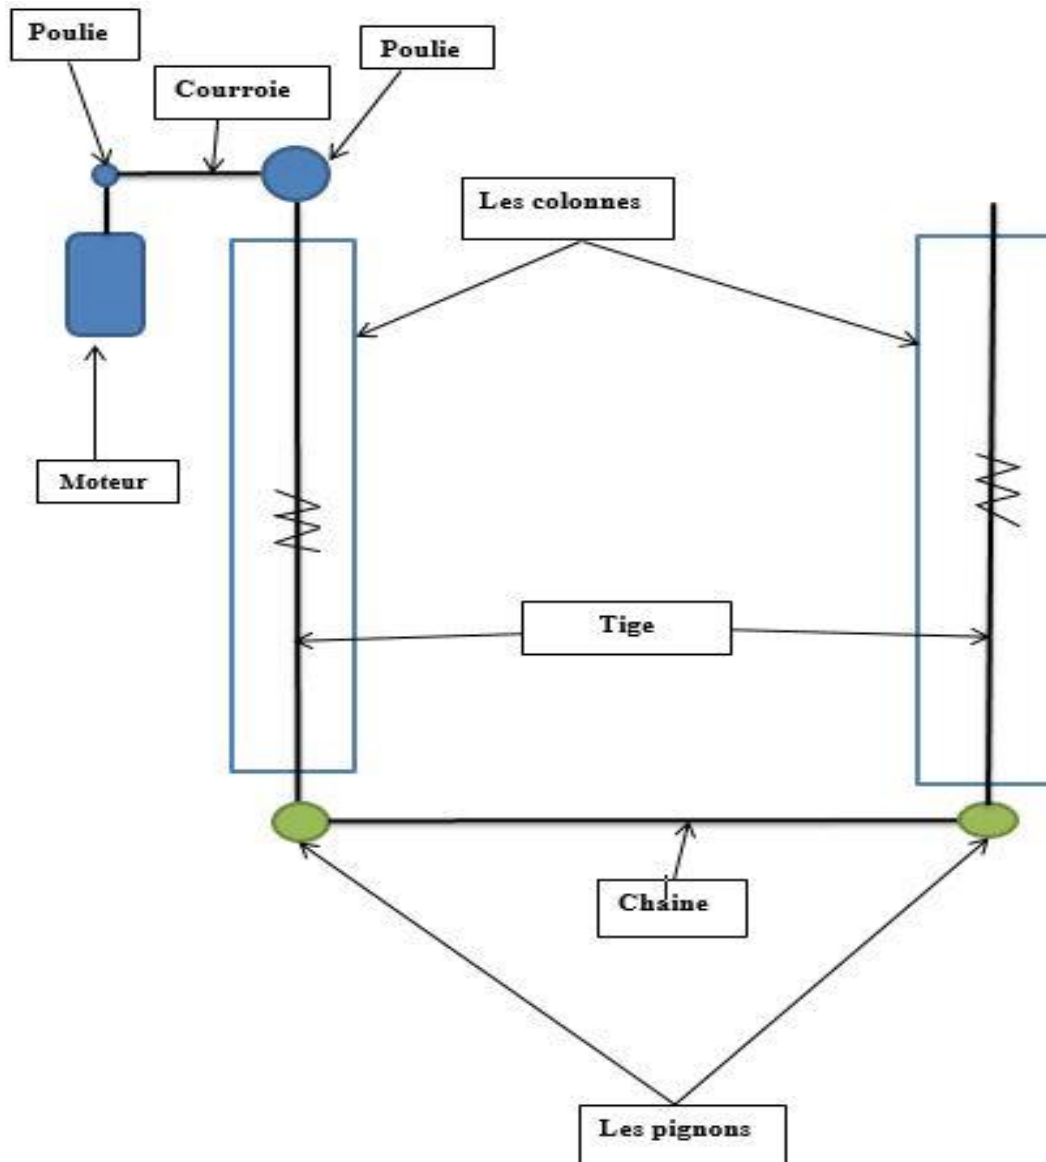 Poulie
Poulie
Courroie
Les colonnes
Moteur
Tige
Chaine
Les pignons